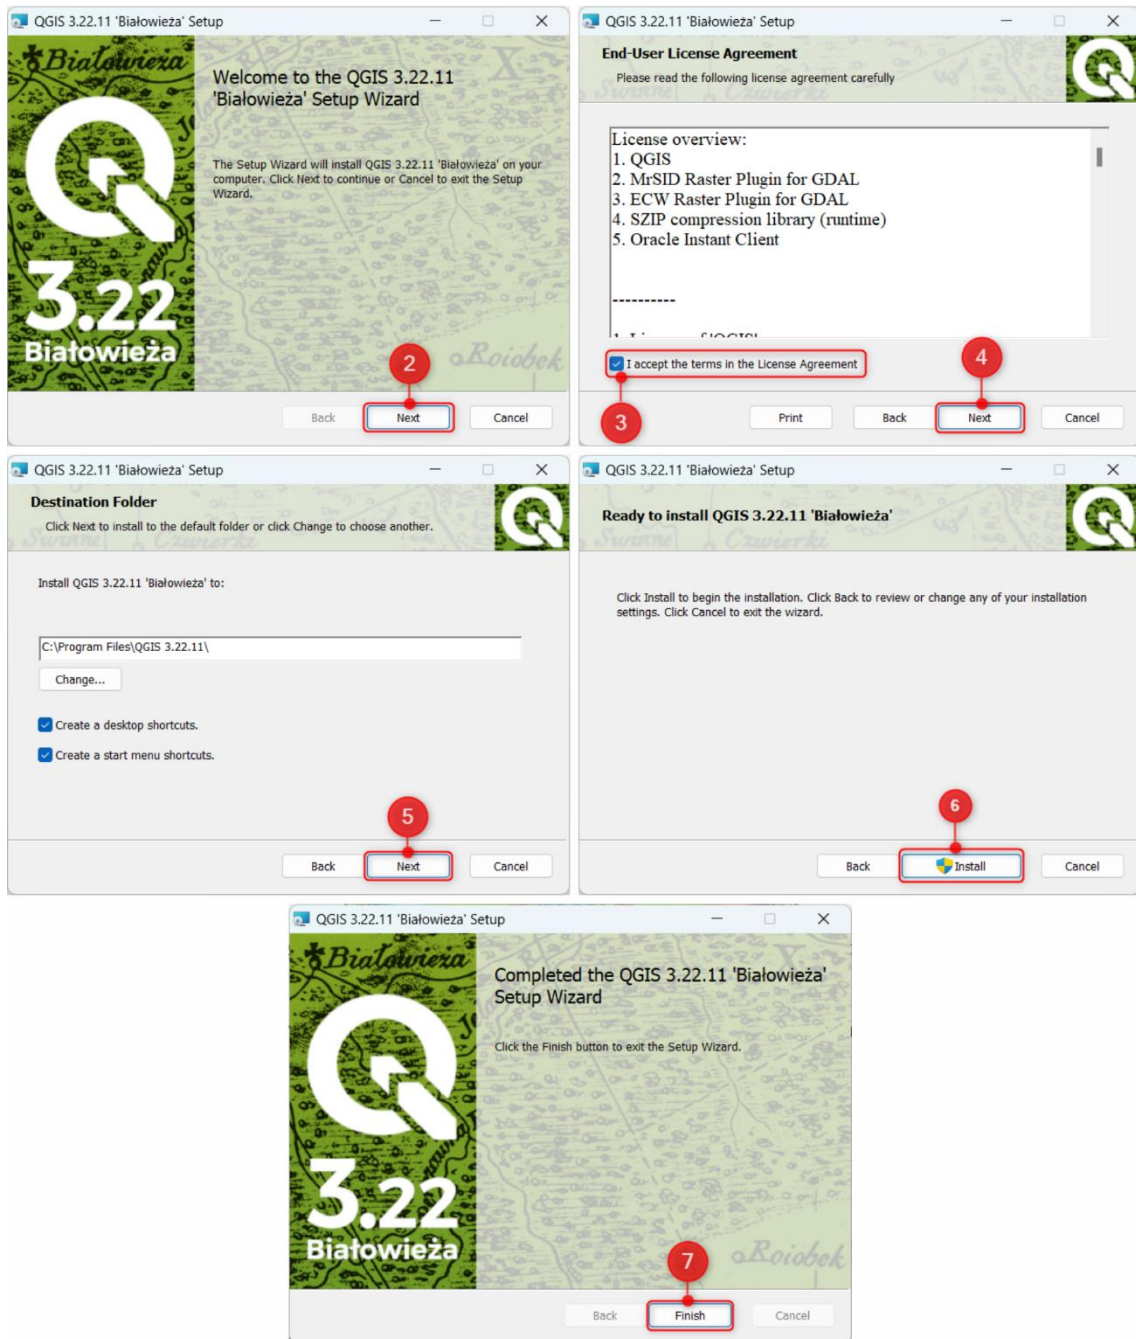 QGIS 3.22.11 'Białowieża' Setup
Białowieża
3.22
Białowieża
Welcome to the QGIS 3.22.11
'Białowieża' Setup Wizard
The Setup Wizard will install QGIS 3.22.11 'Białowieża' on your
computer. Click Next to continue or Cancel to exit the Setup
Wizard.
Roiobek
2
Back Next Cancel
QGIS 3.22.11 'Białowieża' Setup
End-User License Agreement
Please read the following license agreement carefully
License overview:
1. QGIS
2. MrSID Raster Plugin for GDAL
3. ECW Raster Plugin for GDAL
4. SZIP compression library (runtime)
5. Oracle Instant Client
----------
1. License of 'QGIS'
I accept the terms in the License Agreement
3
4
Print Back Next Cancel
QGIS 3.22.11 'Białowieża' Setup
Destination Folder
Click Next to install to the default folder or click Change to choose another.
Czwierki
Install QGIS 3.22.11 'Białowieża' to:
C:\Program Files\QGIS 3.22.11\
Change...
Create a desktop shortcuts.
Create a start menu shortcuts.
5
Back Next Cancel
QGIS 3.22.11 'Białowieża' Setup
Ready to install QGIS 3.22.11 'Białowieża'
Czwierki
Click Install to begin the installation. Click Back to review or change any of your installation
settings. Click Cancel to exit the wizard.
6
Back Install Cancel
QGIS 3.22.11 'Białowieża' Setup
Białowieża
3.22
Białowieża
Completed the QGIS 3.22.11 'Białowieża'
Setup Wizard
Click the Finish button to exit the Setup Wizard.
Roiobek
7
Back Finish Cancel